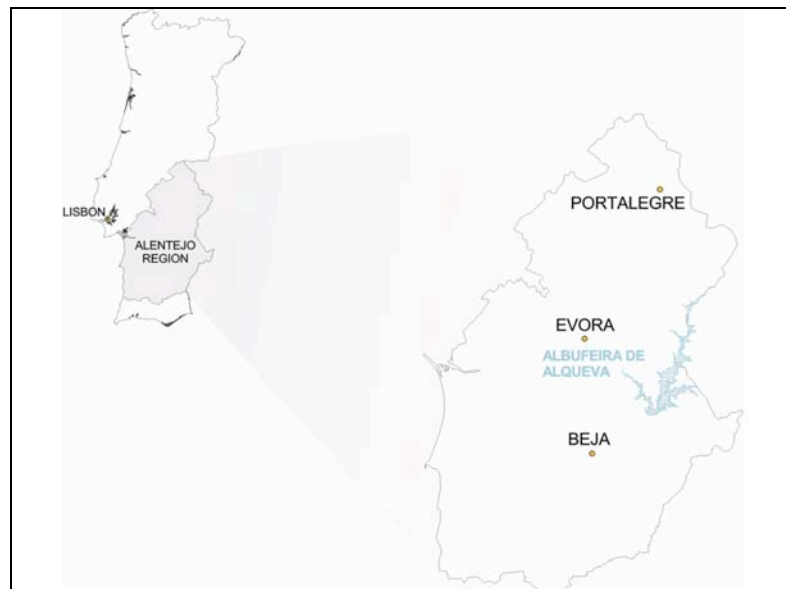 LISBON
ALENTEJO
REGION
PORTALEGRE
EVORA
ALBUFEIRA DE
ALQUEVA
BEJA